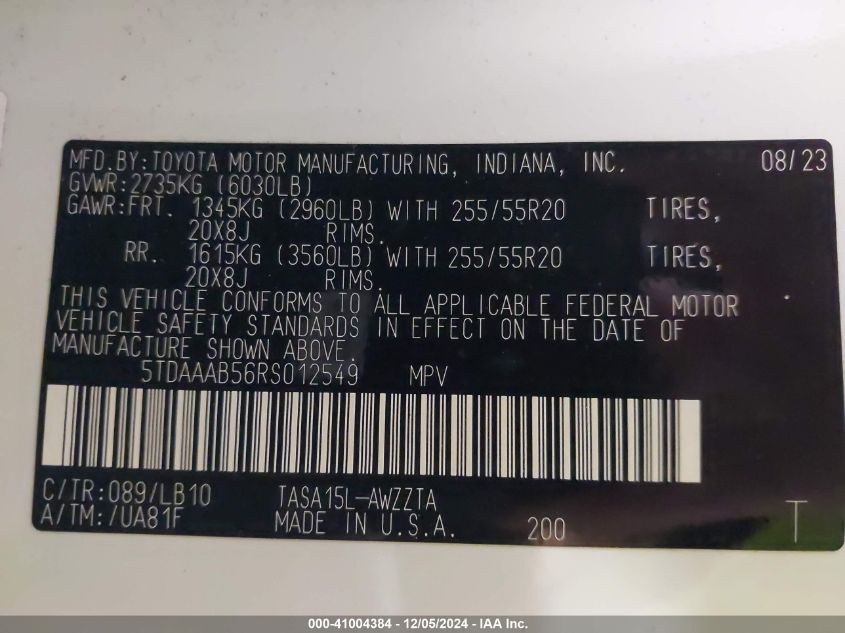 MFD.BY:TOYOTA MOTOR MANUFACTURING, INDIANA, INC. 08/23
GVWR:2735KG (6030LB)
GAWR:FRT. 1345KG (2960LB) WITH 255/55R20 TIRES,
20X8J RIMS.
RR. 1615KG (3560LB) WITH 255/55R20 TIRES,
20X8J RIMS.
THIS VEHICLE CONFORMS TO ALL APPLICABLE FEDERAL MOTOR
VEHICLE SAFETY STANDARDS IN EFFECT ON THE DATE OF
MANUFACTURE SHOWN ABOVE.
5TDAAAB56RS012549 MPV
C/TR:089/LB10 TASA15L-AWZZTA
A/TM:/UA81F MADE IN U.S.A. 200 T
000-41004384 - 12/05/2024 - IAA Inc.